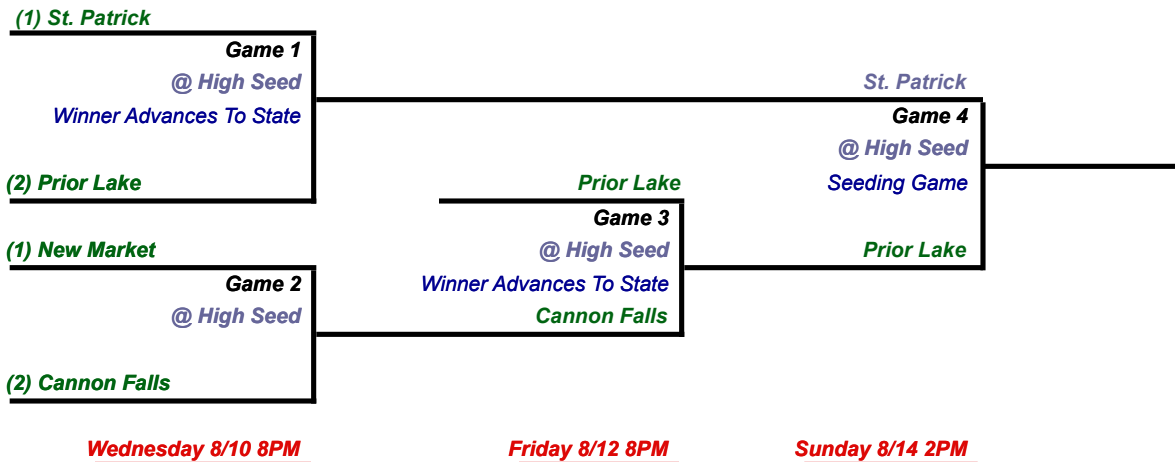 (1) St. Patrick
Game 1
@ High Seed
St. Patrick
Winner Advances To State
Game 4
@ High Seed
(2) Prior Lake
Prior Lake
Seeding Game
Game 3
(1) New Market
@ High Seed
Prior Lake
Game 2
Winner Advances To State
@ High Seed
Cannon Falls
(2) Cannon Falls
Wednesday 8/10 8PM
Friday 8/12 8PM
Sunday 8/14 2PM